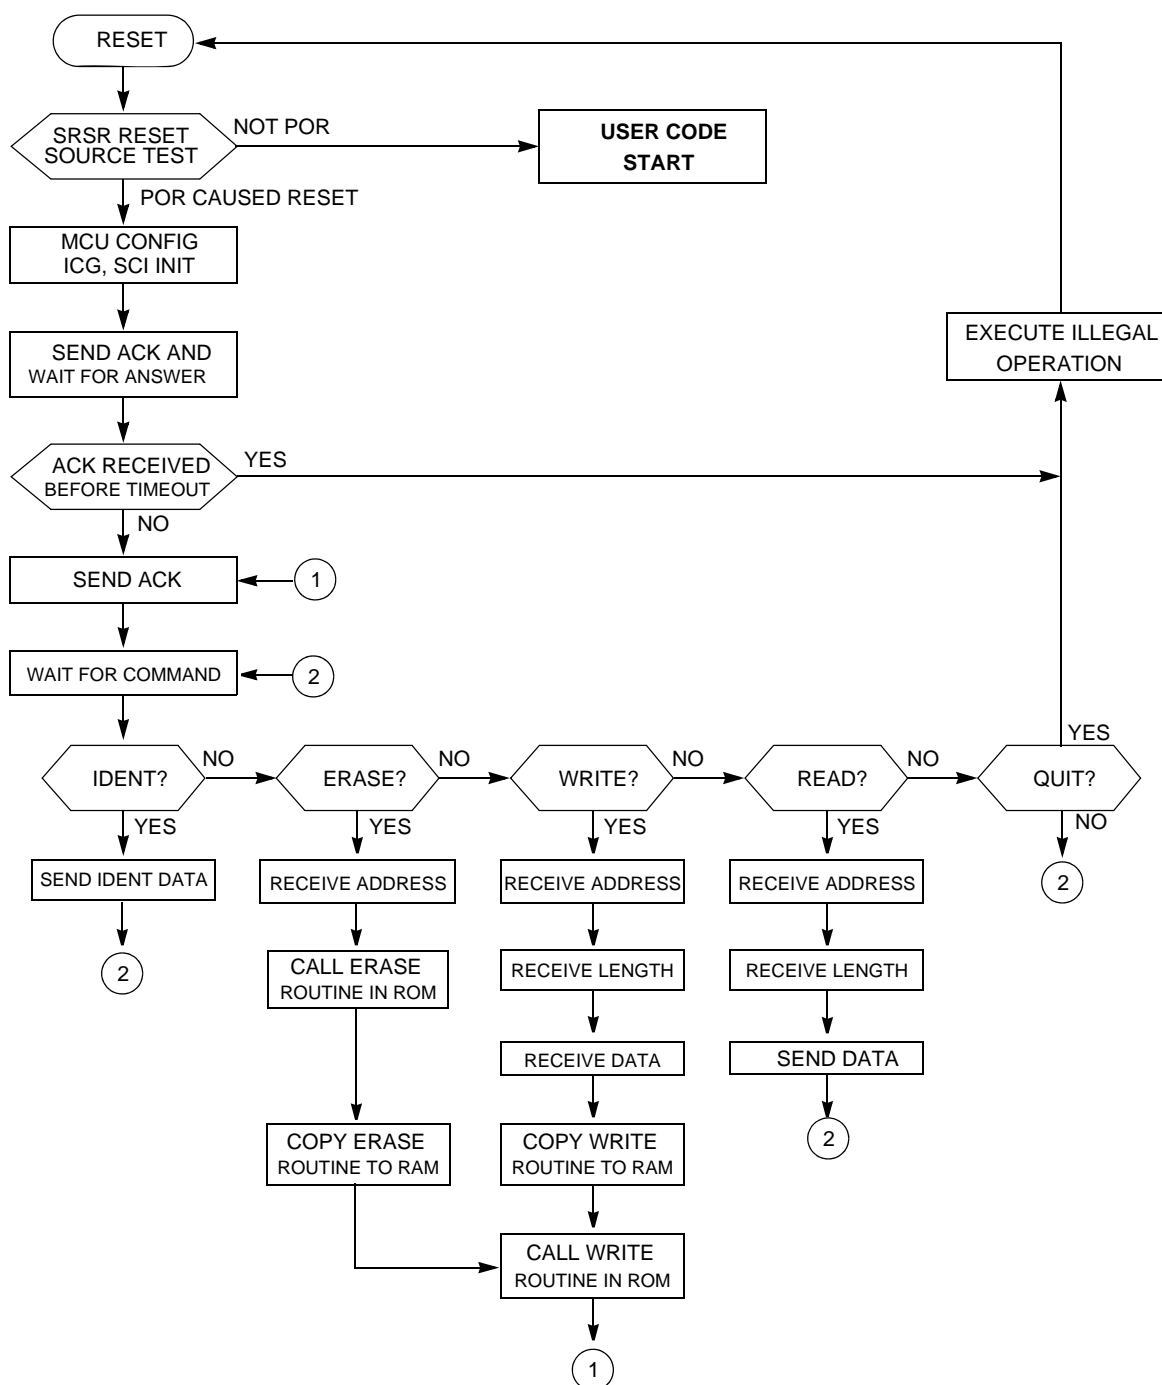 RESET
SRSR RESET
SOURCE TEST
NOT POR
USER CODE
START
POR CAUSED RESET
MCU CONFIG
ICG, SCI INIT
EXECUTE ILLEGAL
OPERATION
SEND ACK AND
WAIT FOR ANSWER
ACK RECEIVED
BEFORE TIMEOUT
YES
NO
SEND ACK
1
WAIT FOR COMMAND
2
IDENT?
NO
ERASE?
NO
WRITE?
NO
READ?
NO
QUIT?
YES
NO
YES
YES
YES
YES
SEND IDENT DATA
RECEIVE ADDRESS
RECEIVE ADDRESS
RECEIVE ADDRESS
2
2
CALL ERASE
ROUTINE IN ROM
RECEIVE LENGTH
RECEIVE LENGTH
RECEIVE DATA
SEND DATA
COPY ERASE
ROUTINE TO RAM
COPY WRITE
ROUTINE TO RAM
2
CALL WRITE
ROUTINE IN ROM
1